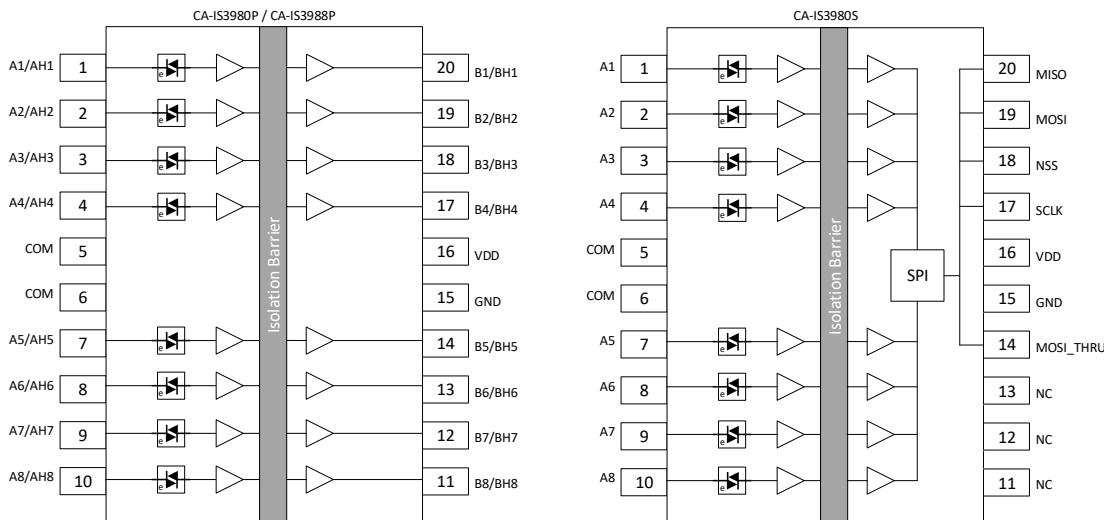 CA-IS3980P / CA-IS3988P
A1/AH1 1 20 B1/BH1
A2/AH2 2 19 B2/BH2
A3/AH3 3 18 B3/BH3
A4/AH4 4 17 B4/BH4
COM 5 16 VDD
COM 6 15 GND
A5/AH5 7 14 B5/BH5
A6/AH6 8 13 B6/BH6
A7/AH7 9 12 B7/BH7
A8/AH8 10 11 B8/BH8
e
e
e
e
e
e
e
e
Isolation Barrier
CA-IS3980S
A1 1 20 MISO
A2 2 19 MOSI
A3 3 18 NSS
A4 4 17 SCLK
COM 5 16 VDD
COM 6 15 GND
A5 7 14 MOSI_THRU
A6 8 13 NC
A7 9 12 NC
A8 10 11 NC
e
e
e
e
e
e
e
e
Isolation Barrier
SPI